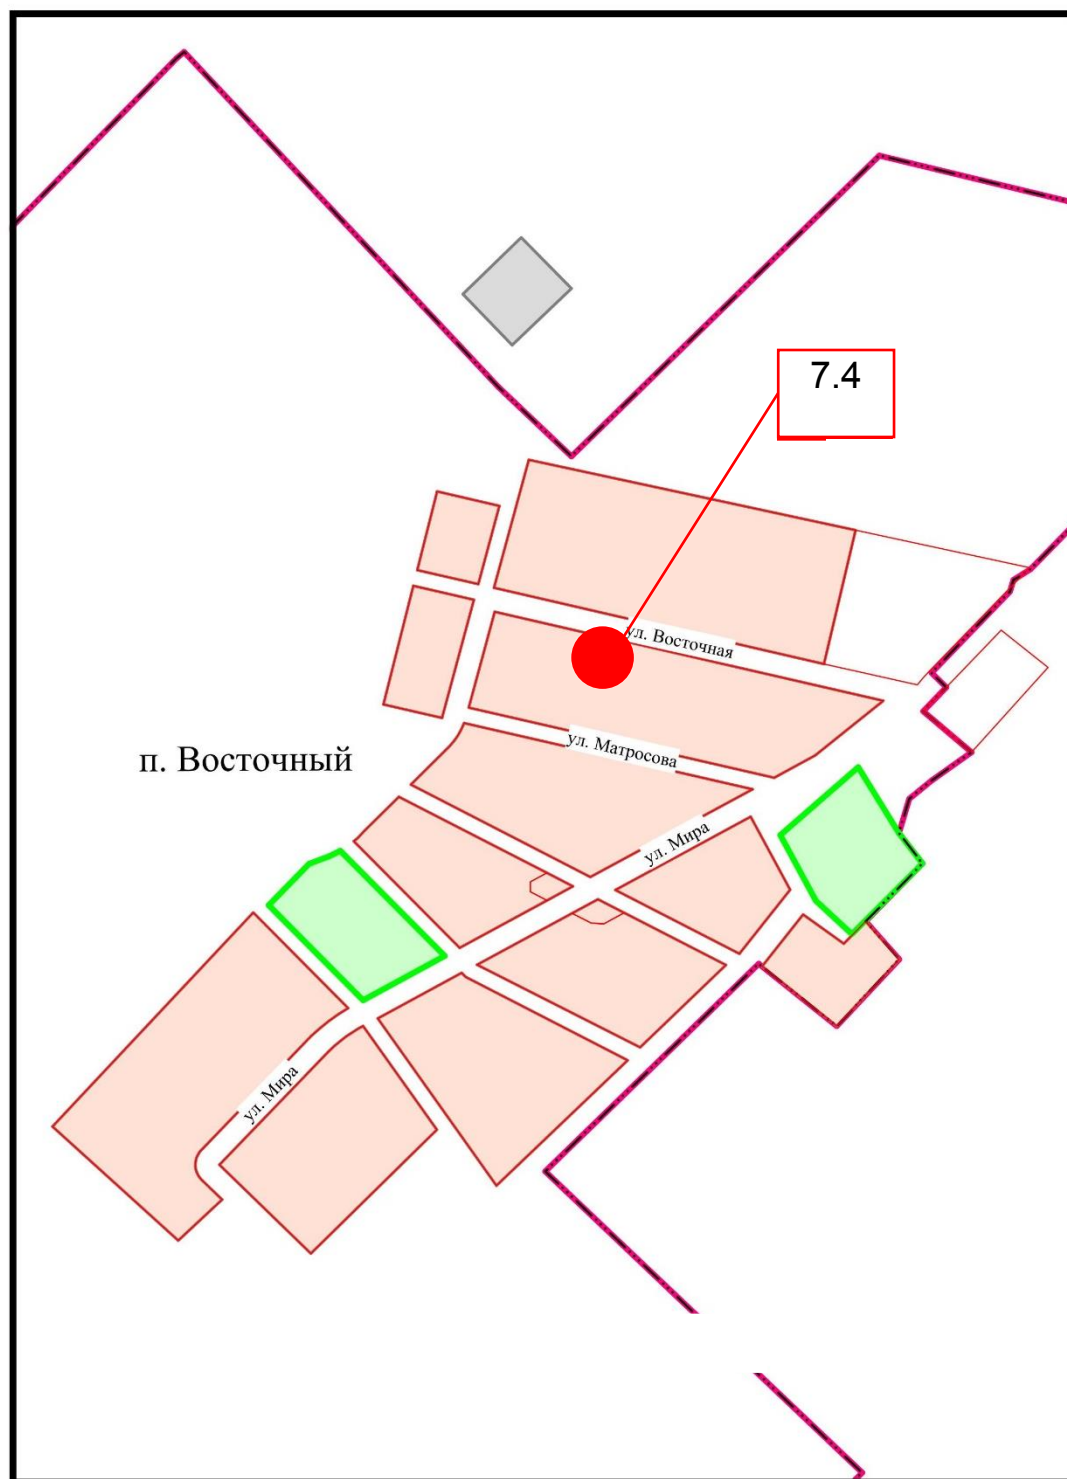 7.4
ул. Восточная
ул. Матросова
п. Восточный
ул. Мира
ул. Мира